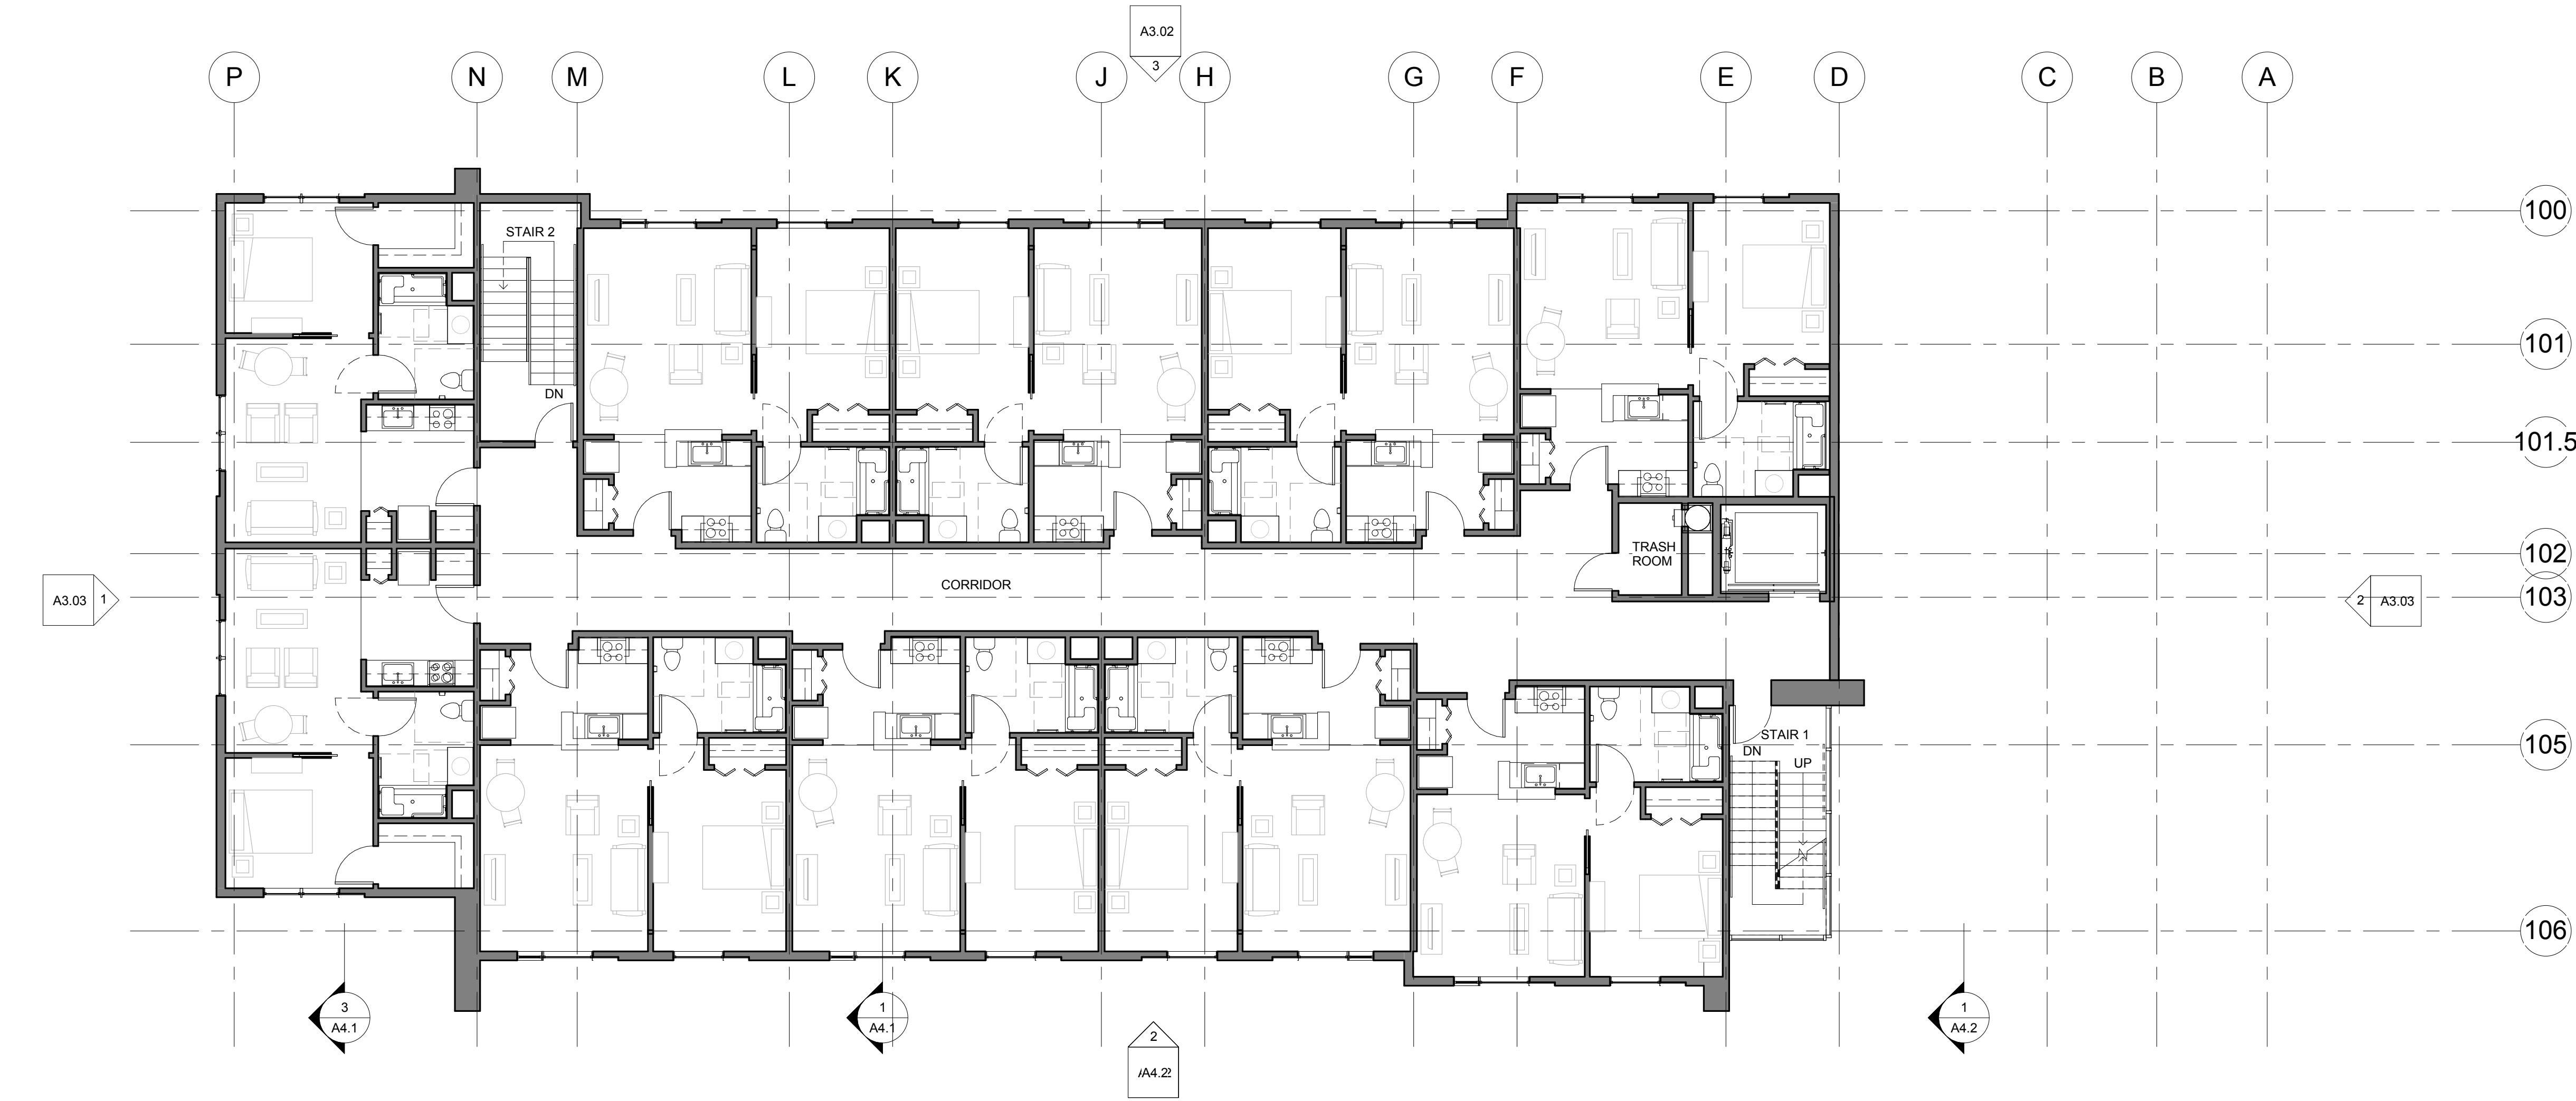 A3.02
3
P
N
M
L
K
J
H
G
F
E
D
C
B
A
100
STAIR 2
101
DN
101.5
TRASH
ROOM
102
CORRIDOR
A3.03
1
103
2
A3.03
STAIR 1
105
DN
UP
106
3
A4.1
1
A4.1
1
A4.2
2